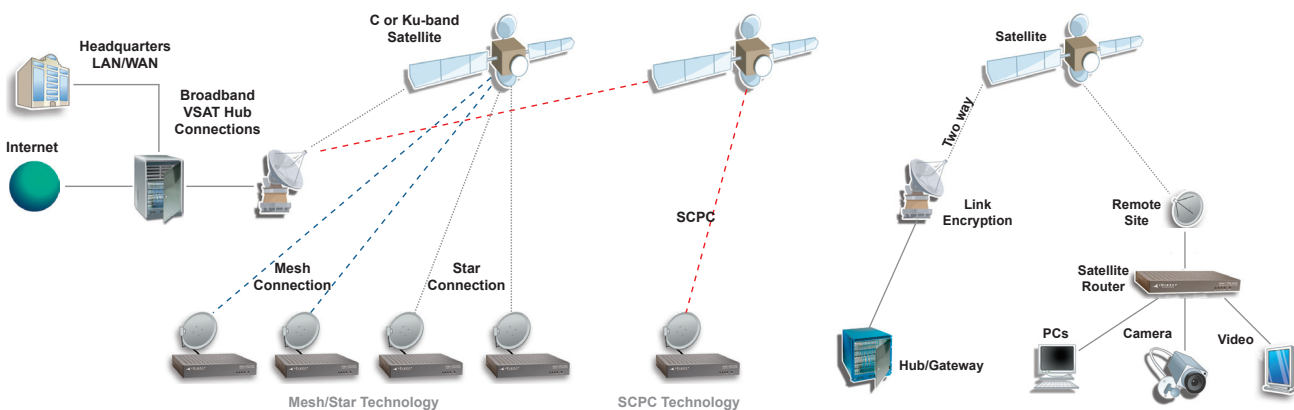 C or Ku-band
Satellite
Headquarters
LAN/WAN
Broadband
VSAT Hub
Connections
Internet
SCPC
Mesh
Connection
Star
Connection
Mesh/Star Technology
SCPC Technology
Satellite
Two way
Link
Encryption
Remote
Site
Satellite
Router
PCs
Camera
Video
Hub/Gateway